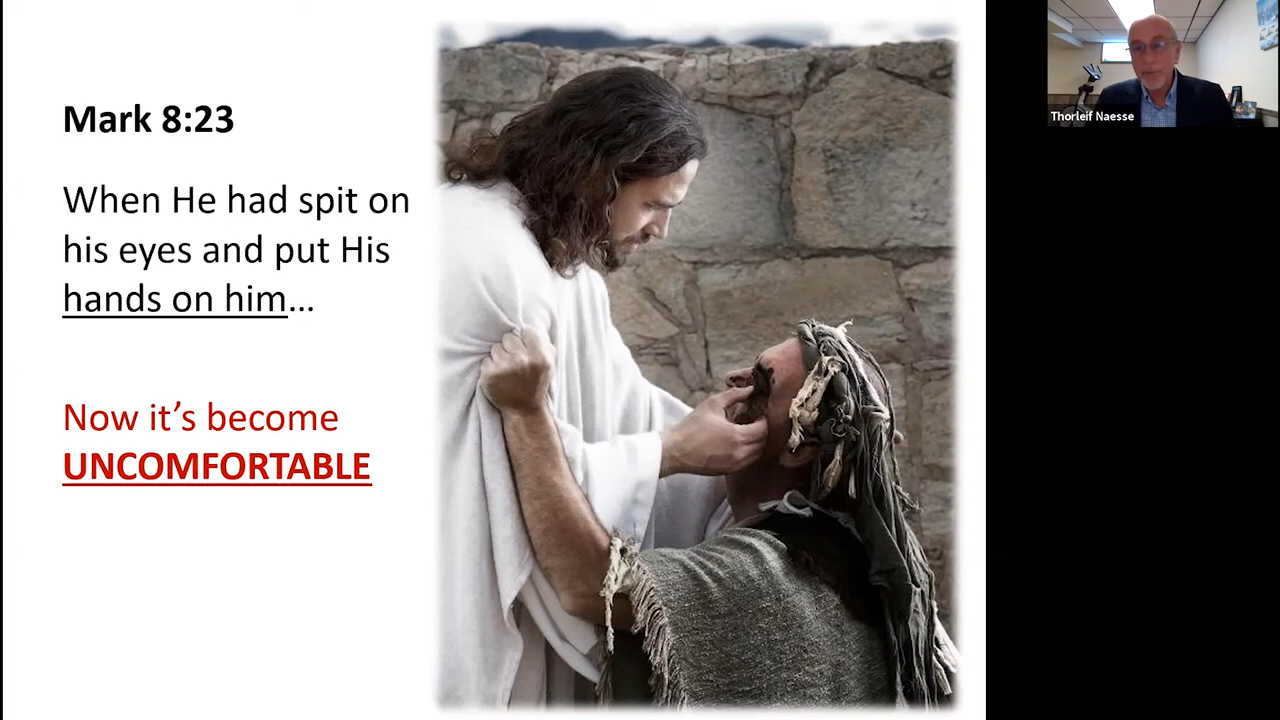 Mark 8:23
When He had spit on
his eyes and put His
hands on him...
Now it’s become
UNCOMFORTABLE
Thorleif Naesse